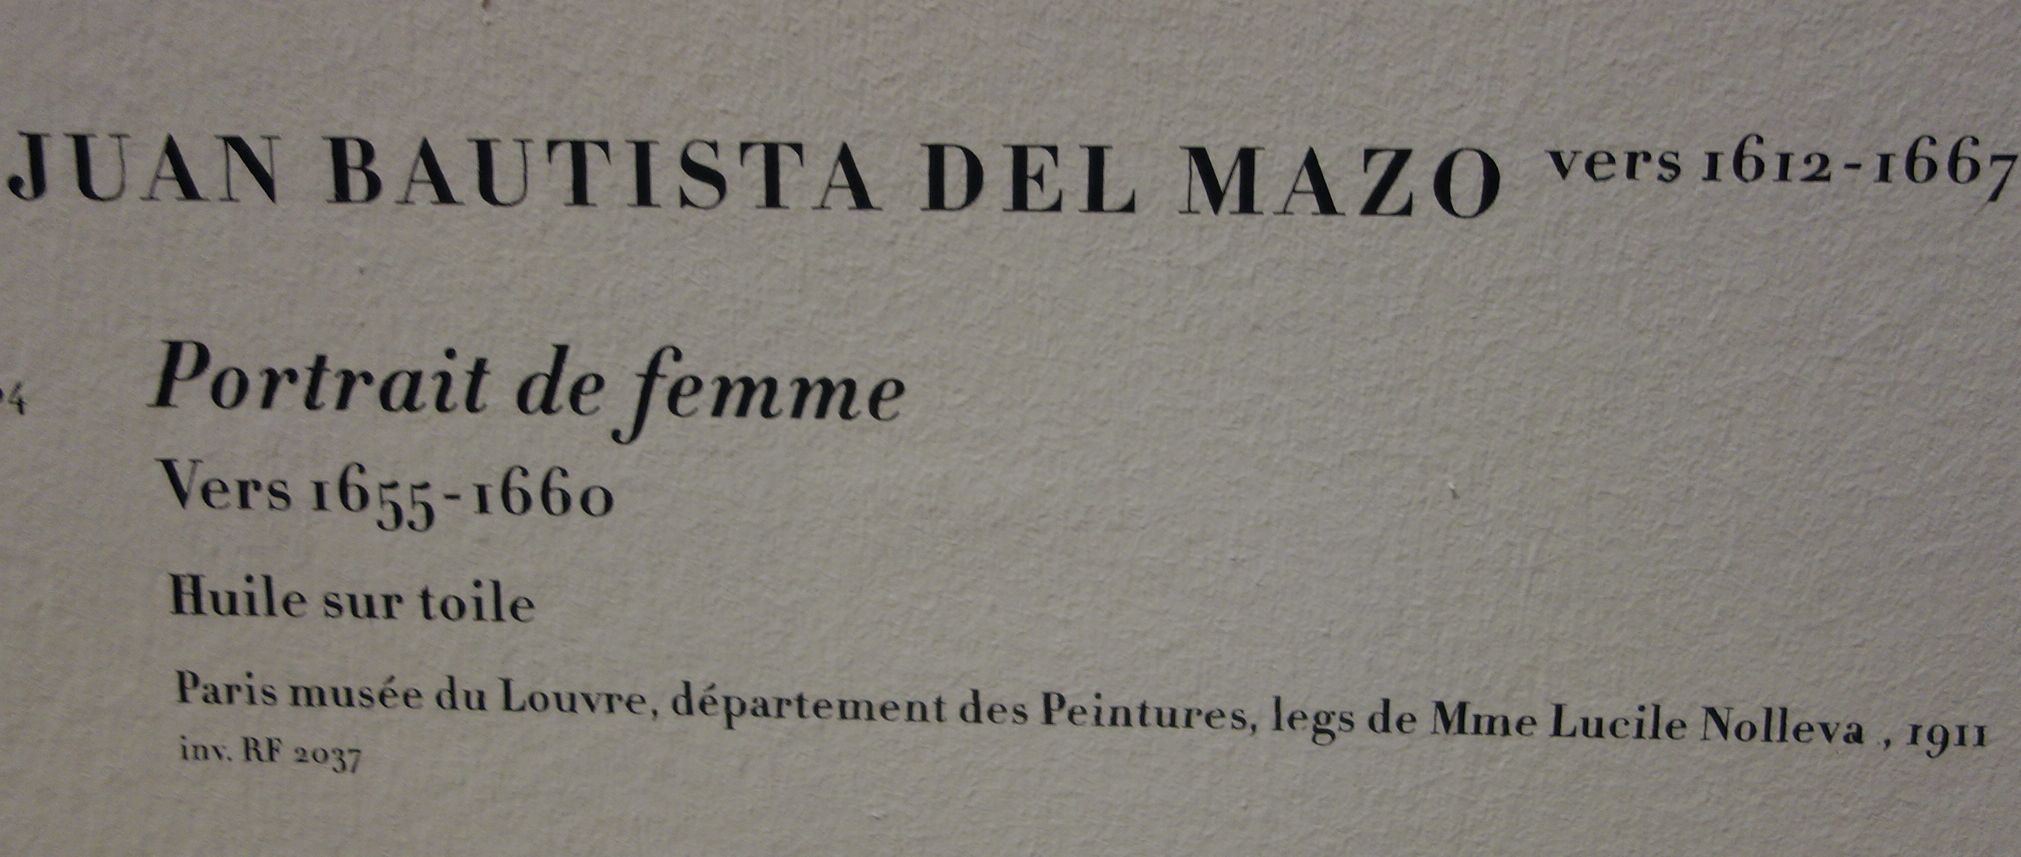 JUAN BAUTISTA DEL MAZO vers 1612-1667
Portrait de femme
Vers 1655-1660
Huile sur toile
Paris musée du Louvre, département des Peintures, legs de Mme Lucile Nolleva , 1911
inv. RF 2037